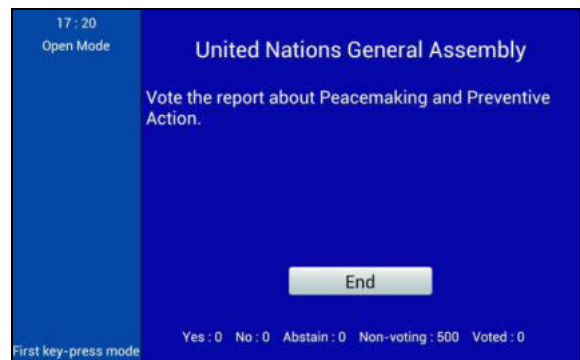 17 : 20
Open Mode
United Nations General Assembly
Vote the report about Peacemaking and Preventive
Action.
End
Yes : 0 No : 0 Abstain : 0 Non-voting : 500 Voted : 0
First key-press mode